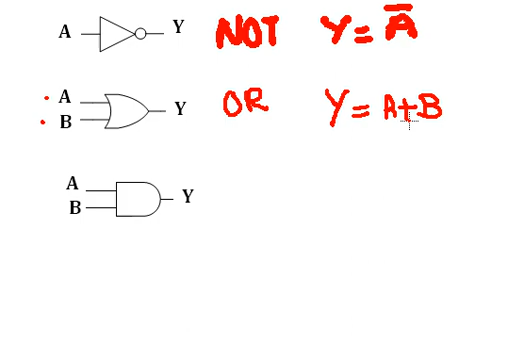 A Y NOT Y = A̅
A Y OR Y = A+B
B
A Y
B